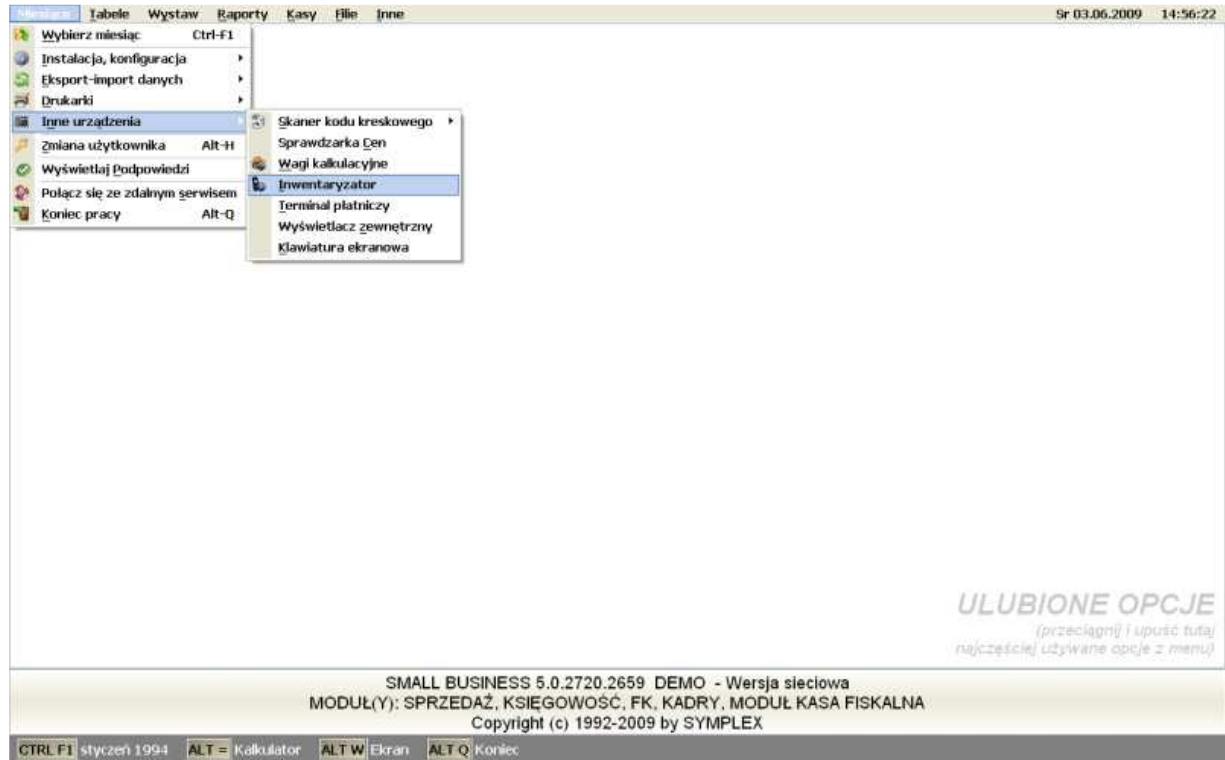 Miesiące Tabele Wystaw Raporty Kasy Filie Inne Sr 03.06.2009 14:56:22
Wybierz miesiąc Ctrl-F1
Instalacja, konfiguracja
Eksport-import danych
Drukarki
Inne urządzenia
Zmiana użytkownika Alt-H
Wyświetlaj Podpowiedzi
Połącz się ze zdalnym serwisem
Koniec pracy Alt-Q
Skaner kodu kreskowego
Sprawdzarka Cen
Wagi kalkulacyjne
Inwentaryzator
Terminal płatniczy
Wyświetlacz zewnętrzny
Klawiatura ekranowa
ULUBIONE OPCJE
(przeciągnij i upuść tutaj
najczęściej używane opcje z menu)
SMALL BUSINESS 5.0.2720.2659 DEMO - Wersja sieciowa
MODUŁ(Y): SPRZEDAŻ, KSIĘGOWOŚC, FK, KADRY, MODUŁ KASA FISKALNA
Copyright (c) 1992-2009 by SYMPLEX
CTRL F1 styczeń 1994 ALT = Kalkulator ALT W Ekran ALT Q Koniec